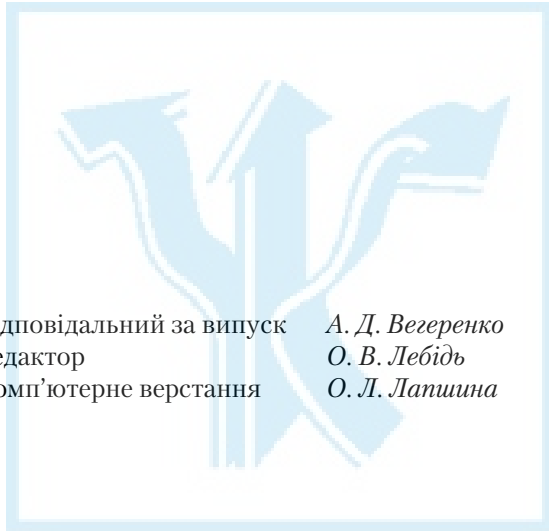 дповідальний за випуск А. Д. Вегеренко
едактор О. В. Лебідь
омп’ютерне верстання О. Л. Лапшина